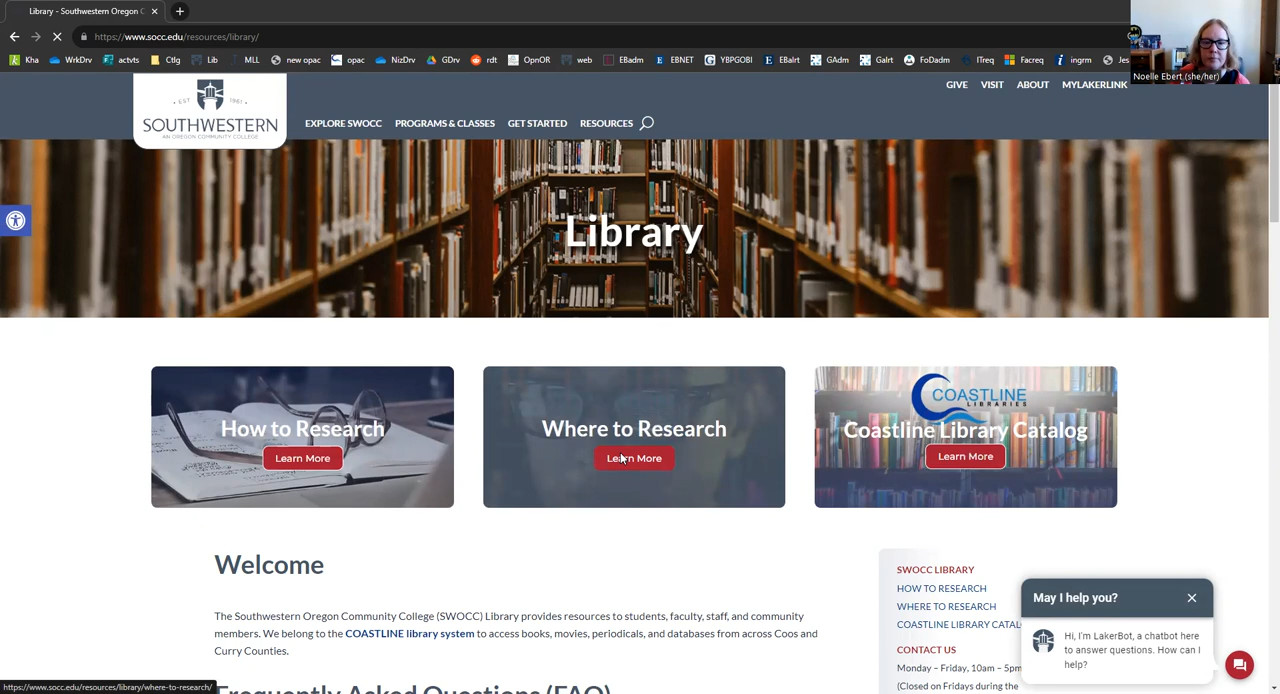 Library - Southwestern Oregon C
https://www.socc.edu/resources/library/
Kha WrkDrv actvts Ctlg Lib MLL new opac opac NizDrv GDrv rdt OpnOR web EBadm EBNET YBPGOBI EBalrt GAdm Galrt FoDadm ITreq Facreq ingrm Jes
Noelle Ebert (she/her)
GIVE VISIT ABOUT MYLAKERLINK
EST 1961
SOUTHWESTERN
AN OREGON COMMUNITY COLLEGE
EXPLORE SWOCC PROGRAMS & CLASSES GET STARTED RESOURCES
Library
How to Research
Learn More
Where to Research
Learn More
COASTLINE
LIBRARIES
Coastline Library Catalog
Learn More
Welcome
The Southwestern Oregon Community College (SWOCC) Library provides resources to students, faculty, staff, and community
members. We belong to the COASTLINE library system to access books, movies, periodicals, and databases from across Coos and
Curry Counties.
Frequently Asked Questions (FAQ)
SWOCC LIBRARY
HOW TO RESEARCH
WHERE TO RESEARCH
COASTLINE LIBRARY CATAL
CONTACT US
Monday – Friday, 10am – 5pm
(Closed on Fridays during the
May I help you?
Hi, I'm LakerBot, a chatbot here
to answer questions. How can I
help?
https://www.socc.edu/resources/library/where-to-research/